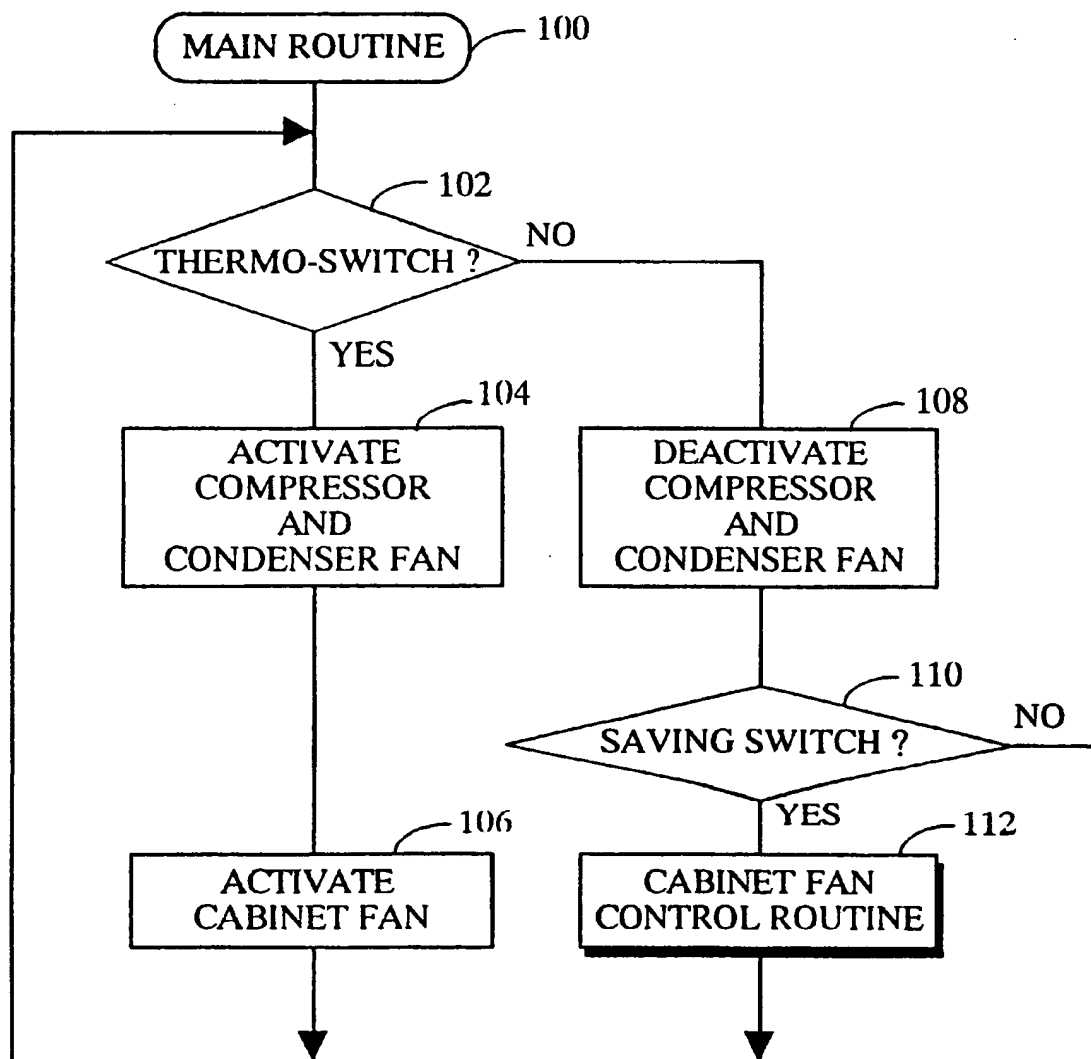 MAIN ROUTINE
100
102
THERMO-SWITCH ?
NO
YES
104
ACTIVATE
COMPRESSOR
AND
CONDENSER FAN
108
DEACTIVATE
COMPRESSOR
AND
CONDENSER FAN
110
SAVING SWITCH ?
NO
YES
106
ACTIVATE
CABINET FAN
112
CABINET FAN
CONTROL ROUTINE